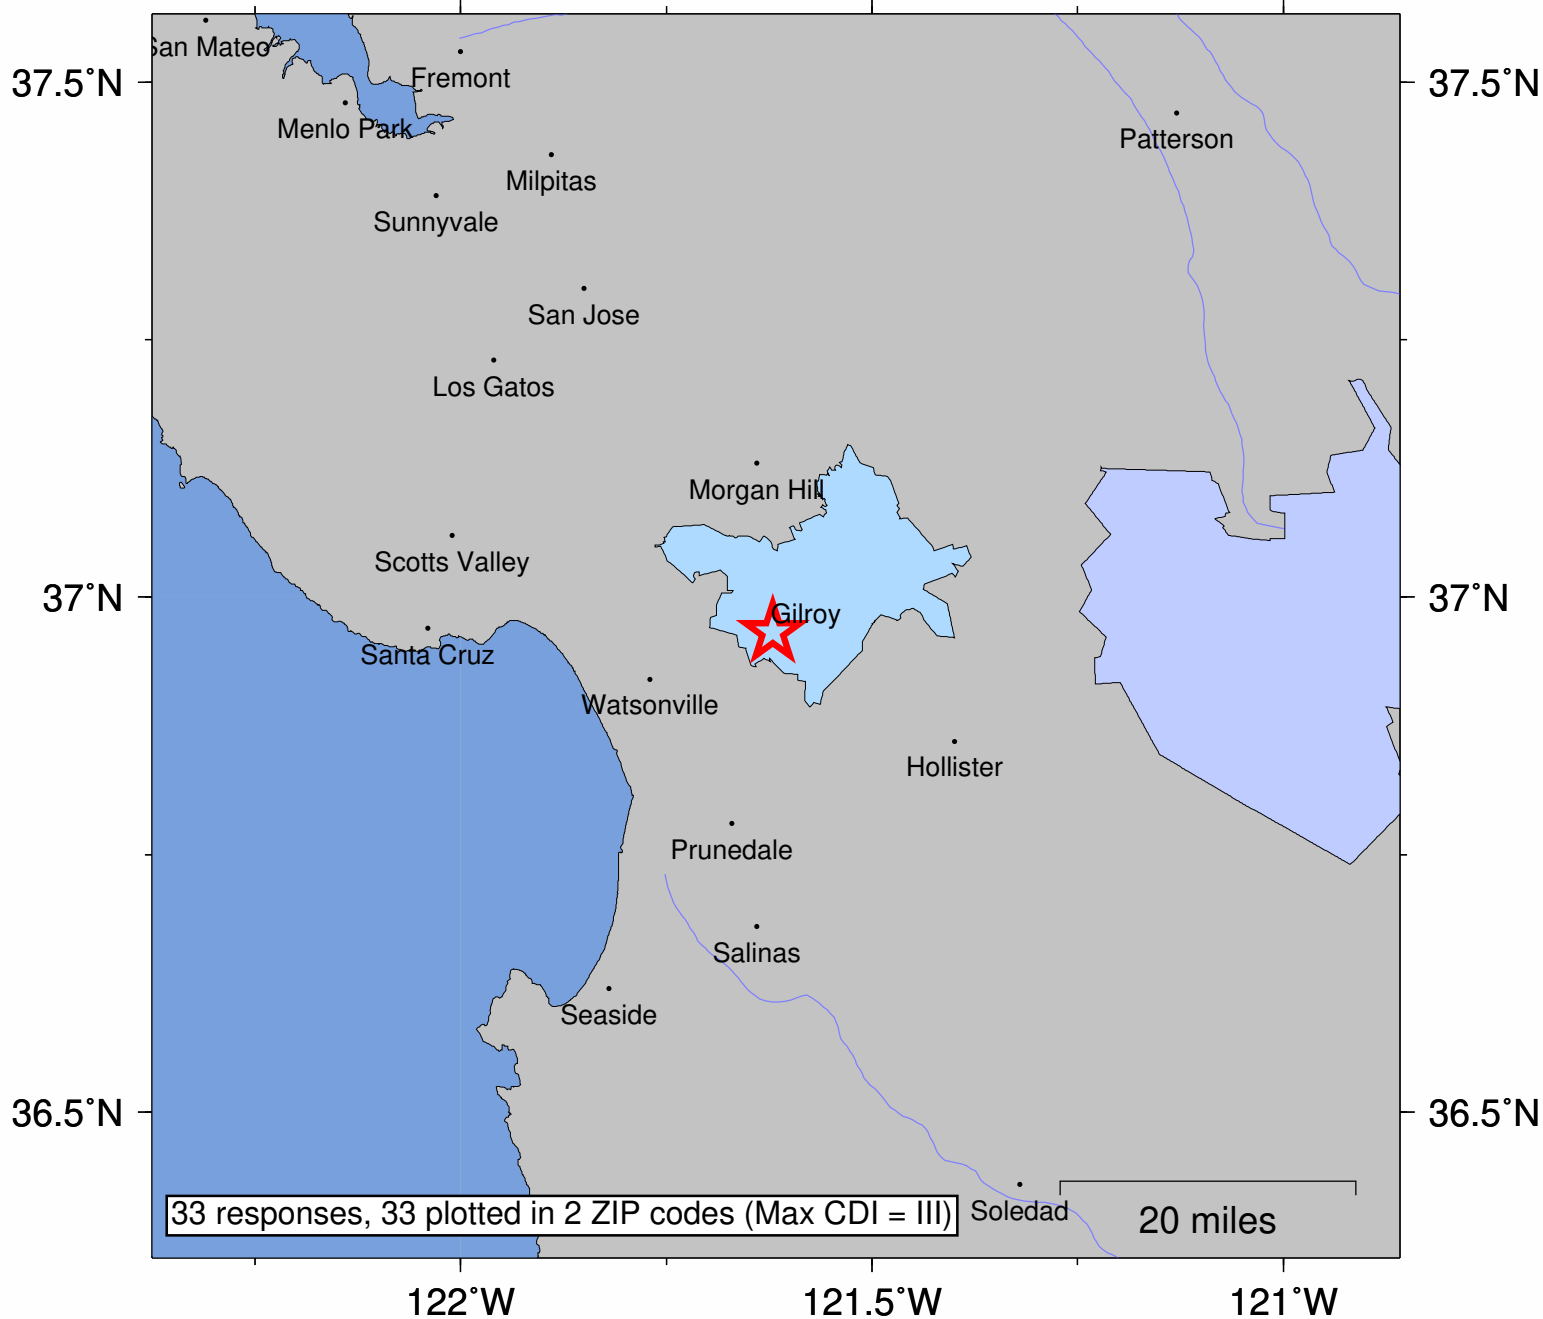 San Mateo
Fremont
37.5°N
37.5°N
Menlo Park
Patterson
Milpitas
Sunnyvale
San Jose
Los Gatos
Morgan Hill
Scotts Valley
37°N
37°N
Gilroy
Santa Cruz
Watsonville
Hollister
Prunedale
Salinas
Seaside
36.5°N
36.5°N
33 responses, 33 plotted in 2 ZIP codes (Max CDI = III)
Soledad
20 miles
122°W
121.5°W
121°W